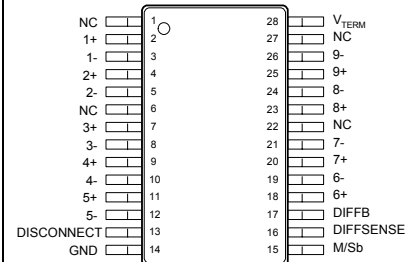 NC 1 28 VTERM
1+ 2 27 NC
1- 3 26 9-
2+ 4 25 9+
2- 5 24 8-
NC 6 23 8+
3+ 7 22 NC
3- 8 21 7-
4+ 9 20 7+
4- 10 19 6-
5+ 11 18 6+
5- 12 17 DIFFB
DISCONNECT 13 16 DIFFSENSE
GND 14 15 M/Sb